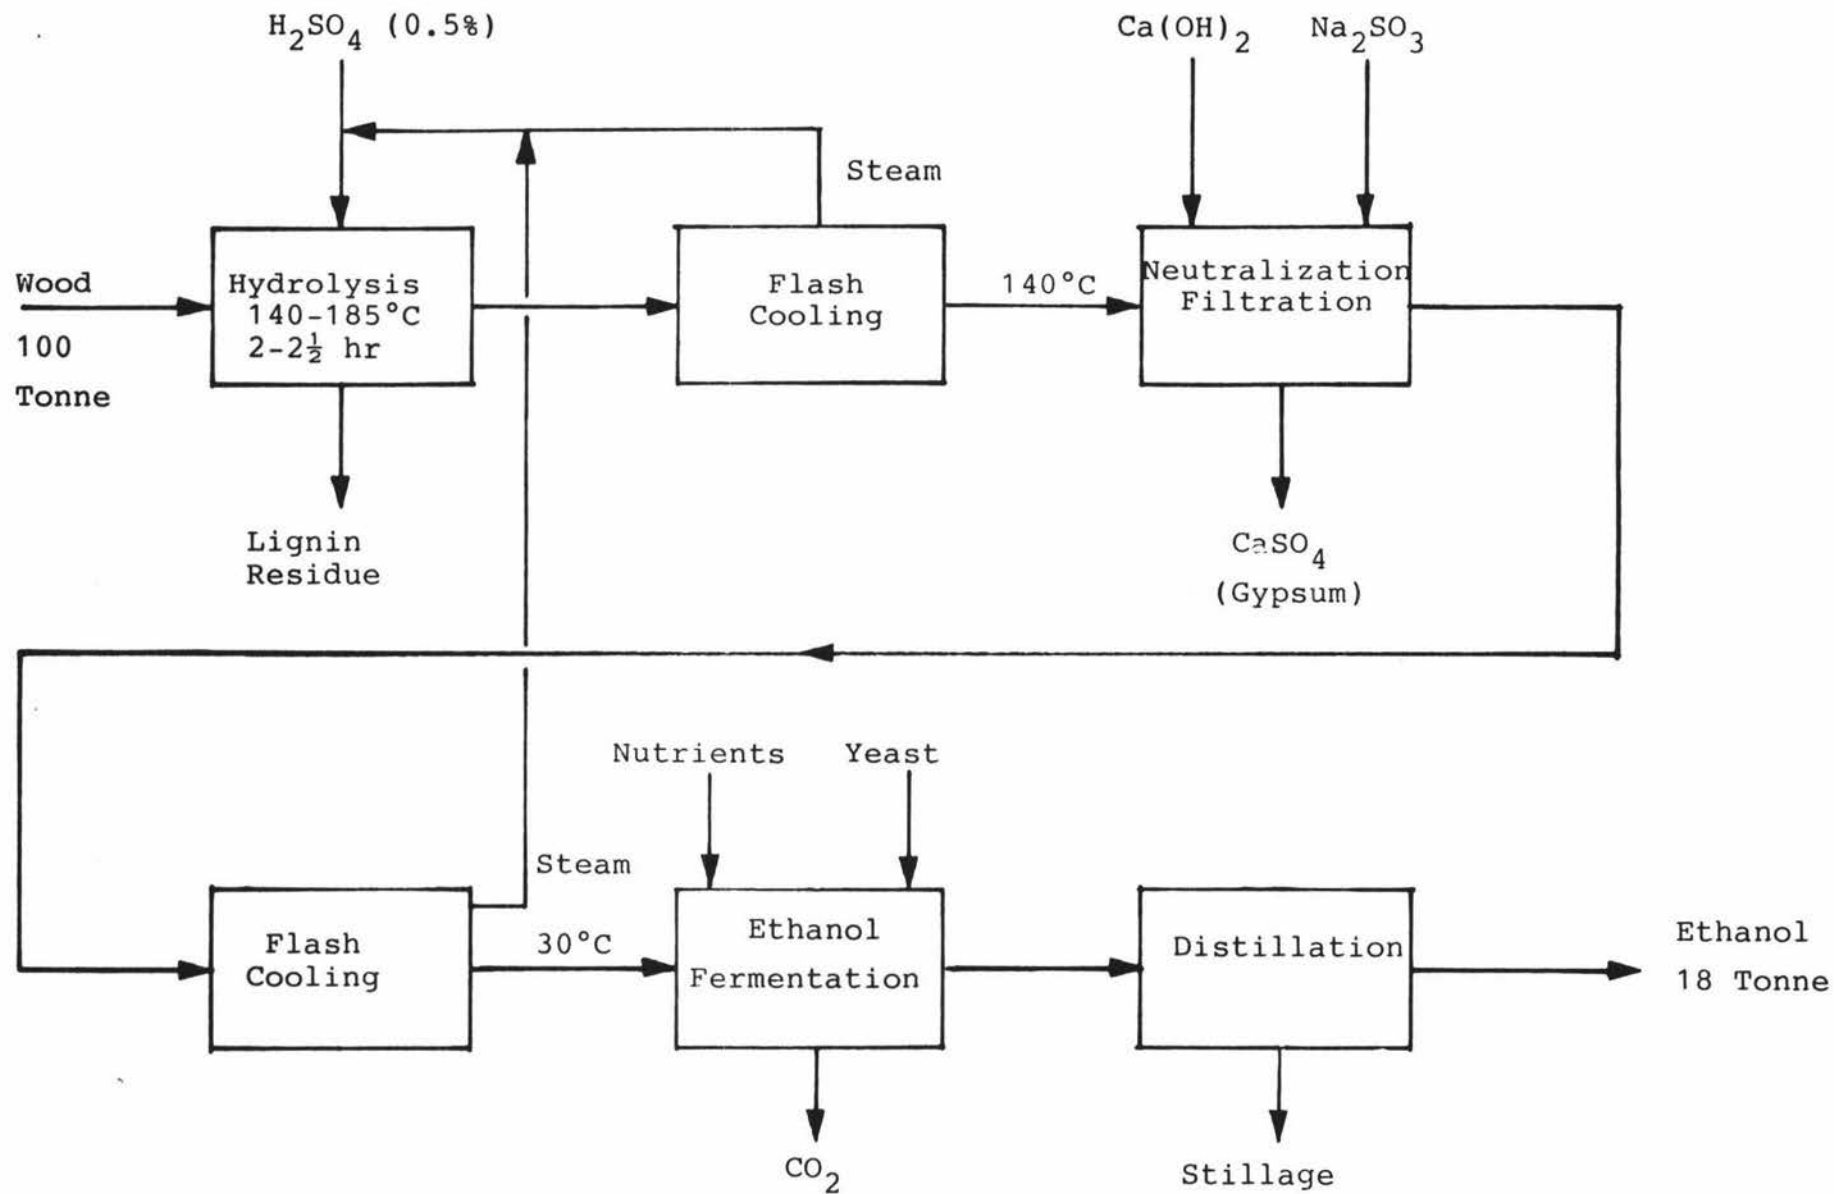 H₂SO₄ (0.5%)
Ca(OH)₂ Na₂SO₃
Steam
Wood
100
Tonne
Hydrolysis
140-185°C
2-2½ hr
Flash
Cooling
140°C
Neutralization
Filtration
Lignin
Residue
CaSO₄
(Gypsum)
Nutrients Yeast
Steam
Flash
Cooling
30°C
Ethanol
Fermentation
Distillation
Ethanol
18 Tonne
CO₂
Stillage